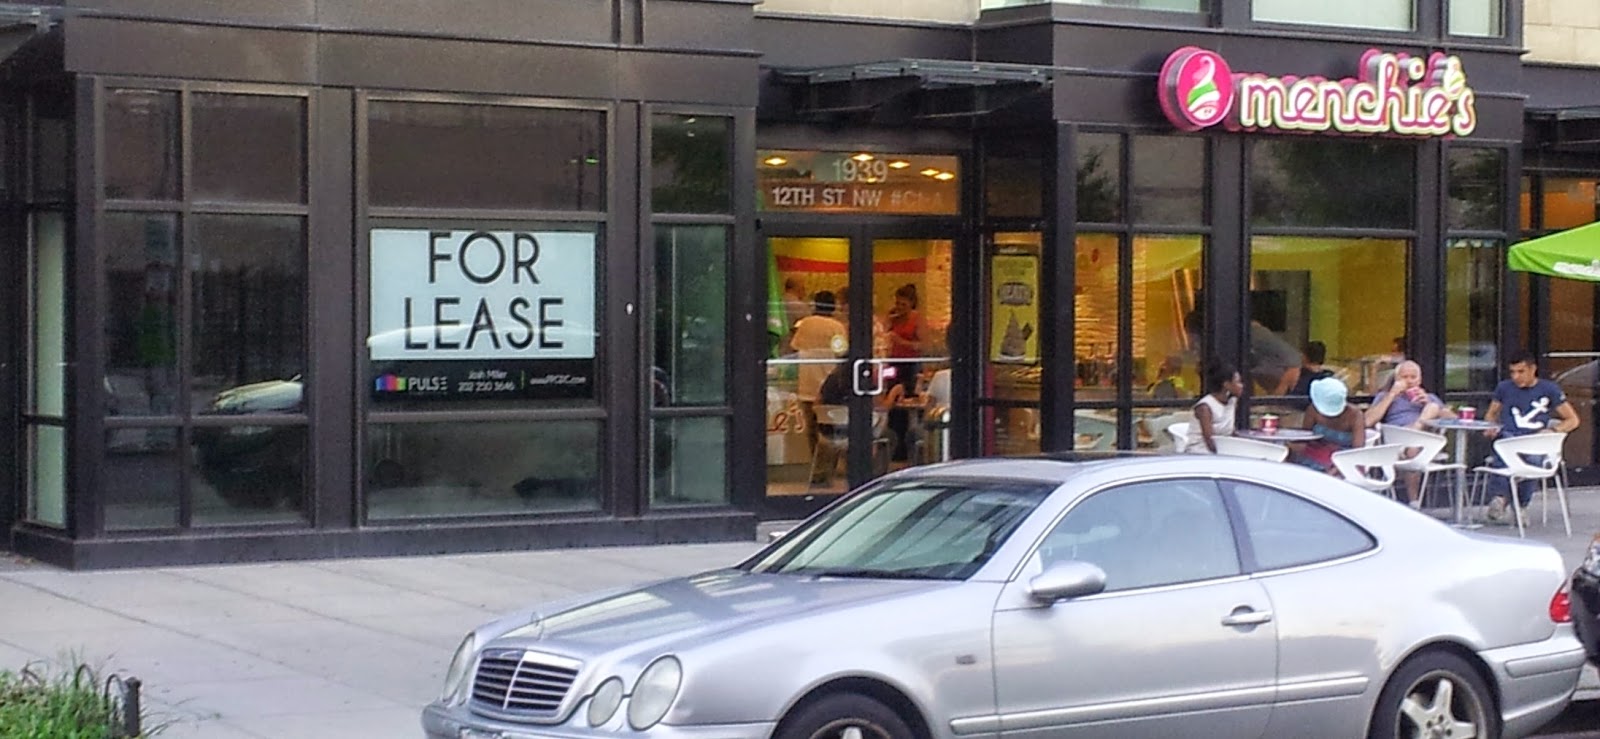 menchie's
1939
12TH ST NW
FOR
LEASE
PULSE
Josh Miller
202 250 3646